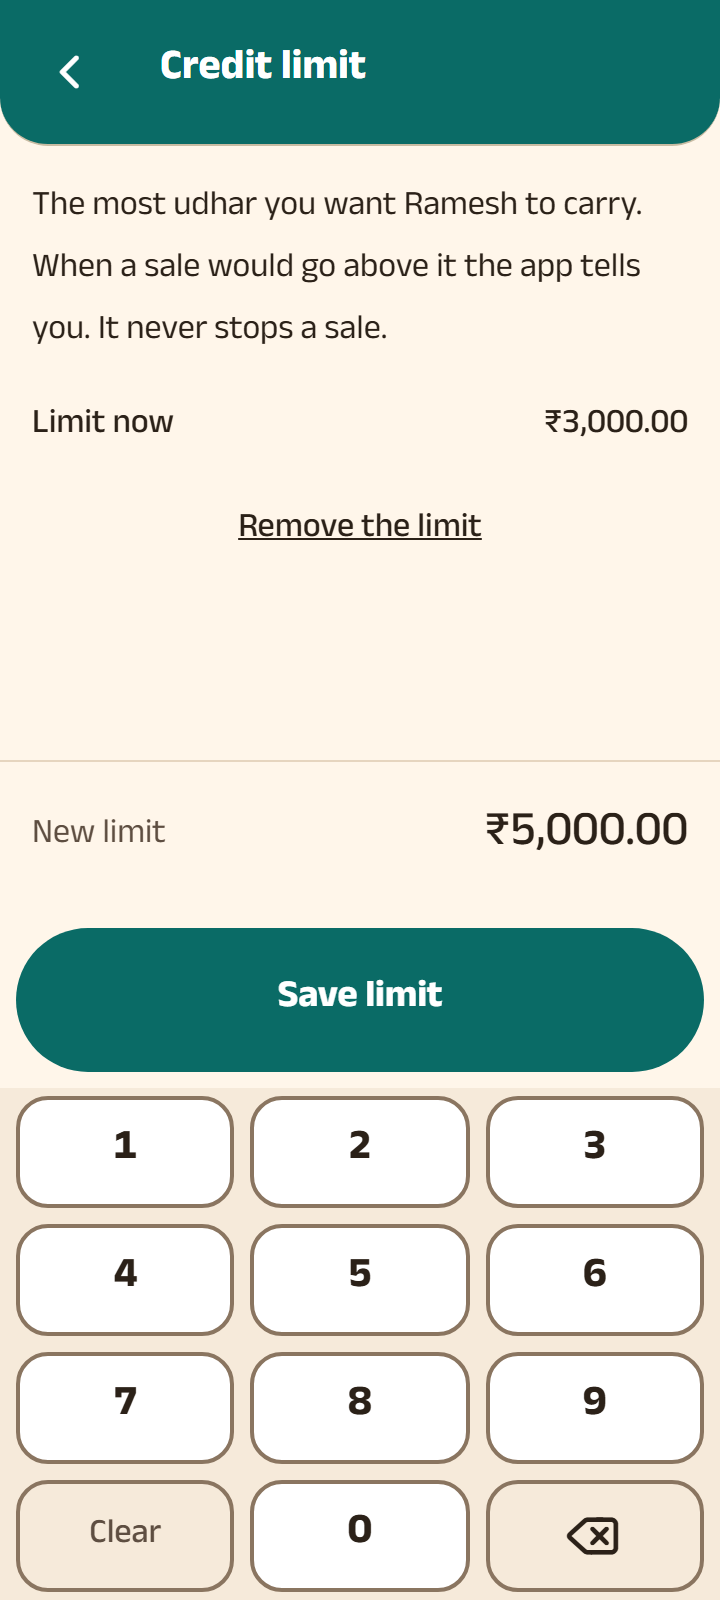 Credit limit
The most udhar you want Ramesh to carry.
When a sale would go above it the app tells
you. It never stops a sale.
Limit now ₹3,000.00
Remove the limit
New limit ₹5,000.00
Save limit
1 2 3
4 5 6
7 8 9
Clear 0